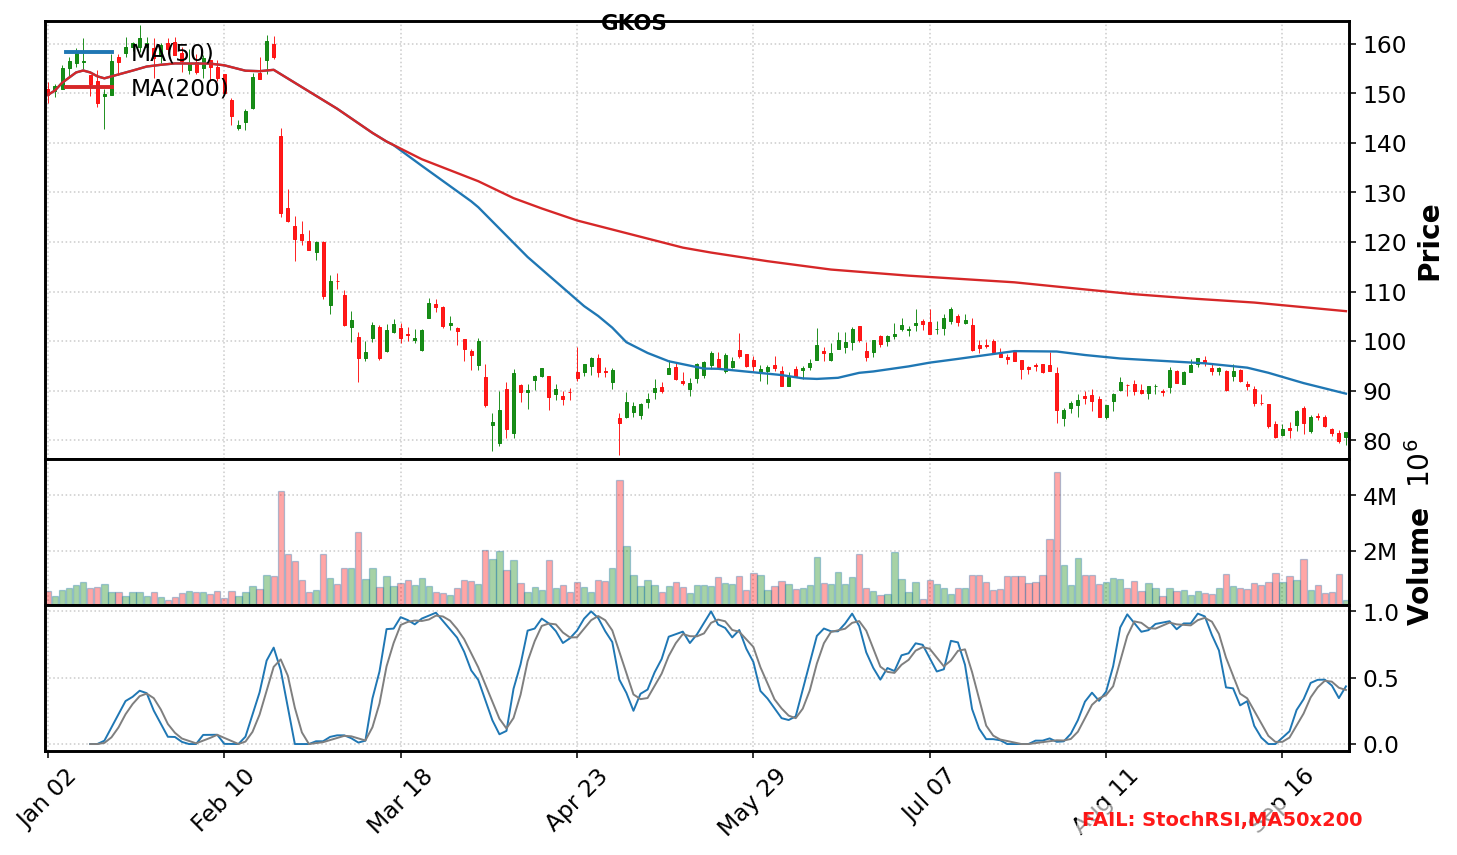 GKOS
MA(50)
MA(200)
160
150
140
130
120
110
100
90
80
Price
4M
2M
Volume 10^6
1.0
0.5
0.0
Jan 02
Feb 10
Mar 18
Apr 23
May 29
Jul 07
Aug 11
Sep 16
FAIL: StochRSI,MA50x200